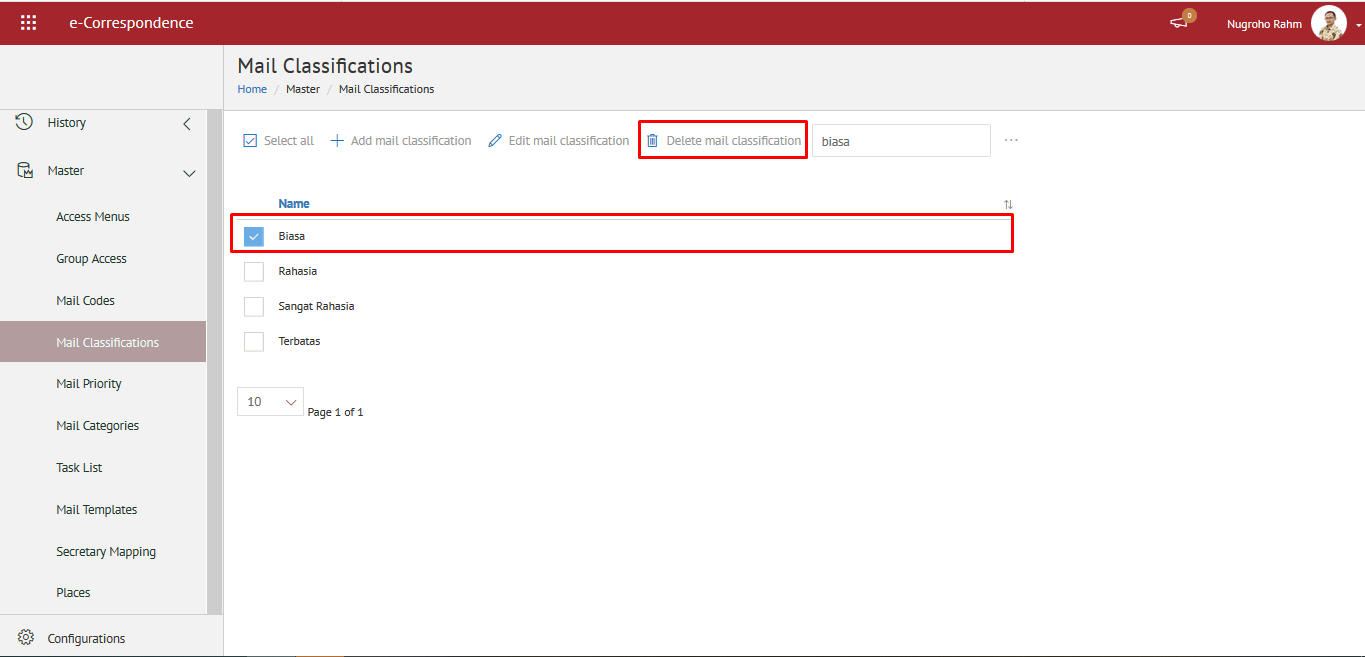 e-Correspondence
0
Nugroho Rahm
Mail Classifications
Home / Master / Mail Classifications
History
Master
Access Menus
Group Access
Mail Codes
Mail Classifications
Mail Priority
Mail Categories
Task List
Mail Templates
Secretary Mapping
Places
Configurations
Select all Add mail classification Edit mail classification Delete mail classification biasa ...
Name
Biasa
Rahasia
Sangat Rahasia
Terbatas
10 Page 1 of 1